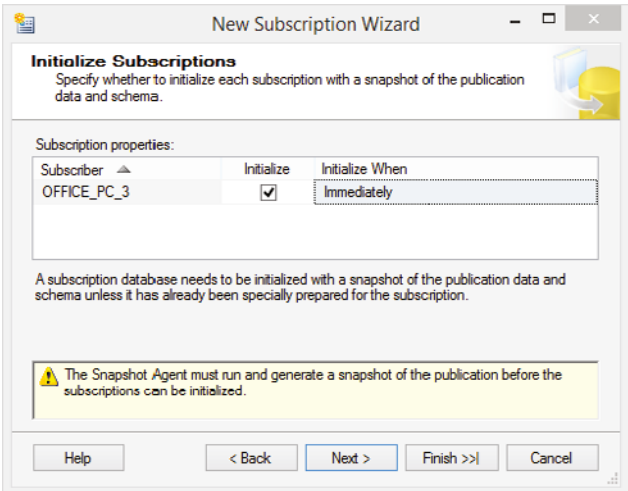 New Subscription Wizard
Initialize Subscriptions
Specify whether to initialize each subscription with a snapshot of the publication
data and schema.
Subscription properties:
Subscriber Initialize Initialize When
OFFICE_PC_3 Immediately
A subscription database needs to be initialized with a snapshot of the publication data and
schema unless it has already been specially prepared for the subscription.
The Snapshot Agent must run and generate a snapshot of the publication before the
subscriptions can be initialized.
Help < Back Next > Finish >>| Cancel